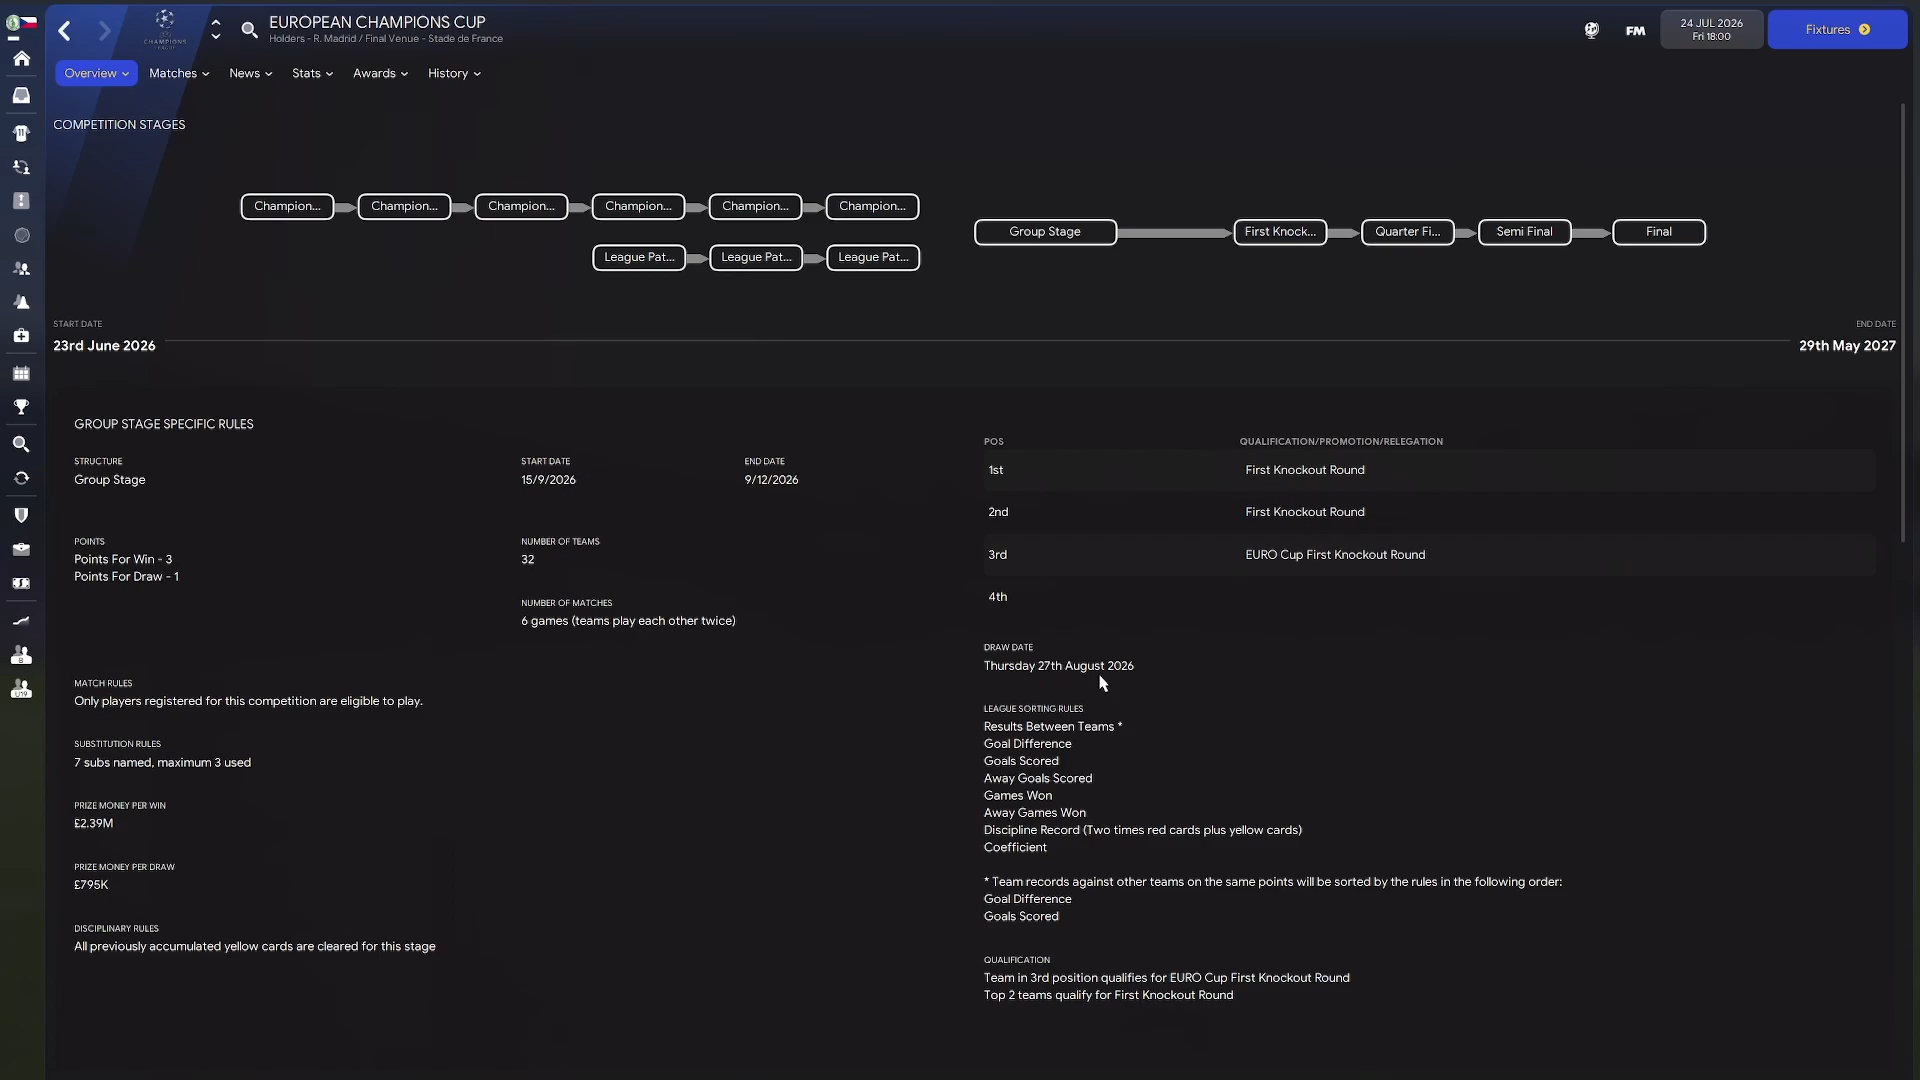 EUROPEAN CHAMPIONS CUP
Holders - R. Madrid / Final Venue - Stade de France
CHAMPIONS
FM
24 JUL 2026
Fri 18:00
Fixtures
Overview
Matches
News
Stats
Awards
History
COMPETITION STAGES
Champion... Champion... Champion... Champion... Champion... Champion...
League Pat... League Pat... League Pat...
Group Stage First Knock... Quarter Fi... Semi Final Final
START DATE
23rd June 2026
END DATE
29th May 2027
GROUP STAGE SPECIFIC RULES
STRUCTURE
Group Stage
START DATE
15/9/2026
END DATE
9/12/2026
POINTS
Points For Win - 3
Points For Draw - 1
NUMBER OF TEAMS
32
NUMBER OF MATCHES
6 games (teams play each other twice)
MATCH RULES
Only players registered for this competition are eligible to play.
SUBSTITUTION RULES
7 subs named, maximum 3 used
PRIZE MONEY PER WIN
£2.39M
PRIZE MONEY PER DRAW
£795K
DISCIPLINARY RULES
All previously accumulated yellow cards are cleared for this stage
POS QUALIFICATION/PROMOTION/RELEGATION
1st First Knockout Round
2nd First Knockout Round
3rd EURO Cup First Knockout Round
4th
DRAW DATE
Thursday 27th August 2026
LEAGUE SORTING RULES
Results Between Teams *
Goal Difference
Goals Scored
Away Goals Scored
Games Won
Away Games Won
Discipline Record (Two times red cards plus yellow cards)
Coefficient
* Team records against other teams on the same points will be sorted by the rules in the following order:
Goal Difference
Goals Scored
QUALIFICATION
Team in 3rd position qualifies for EURO Cup First Knockout Round
Top 2 teams qualify for First Knockout Round
B
U19